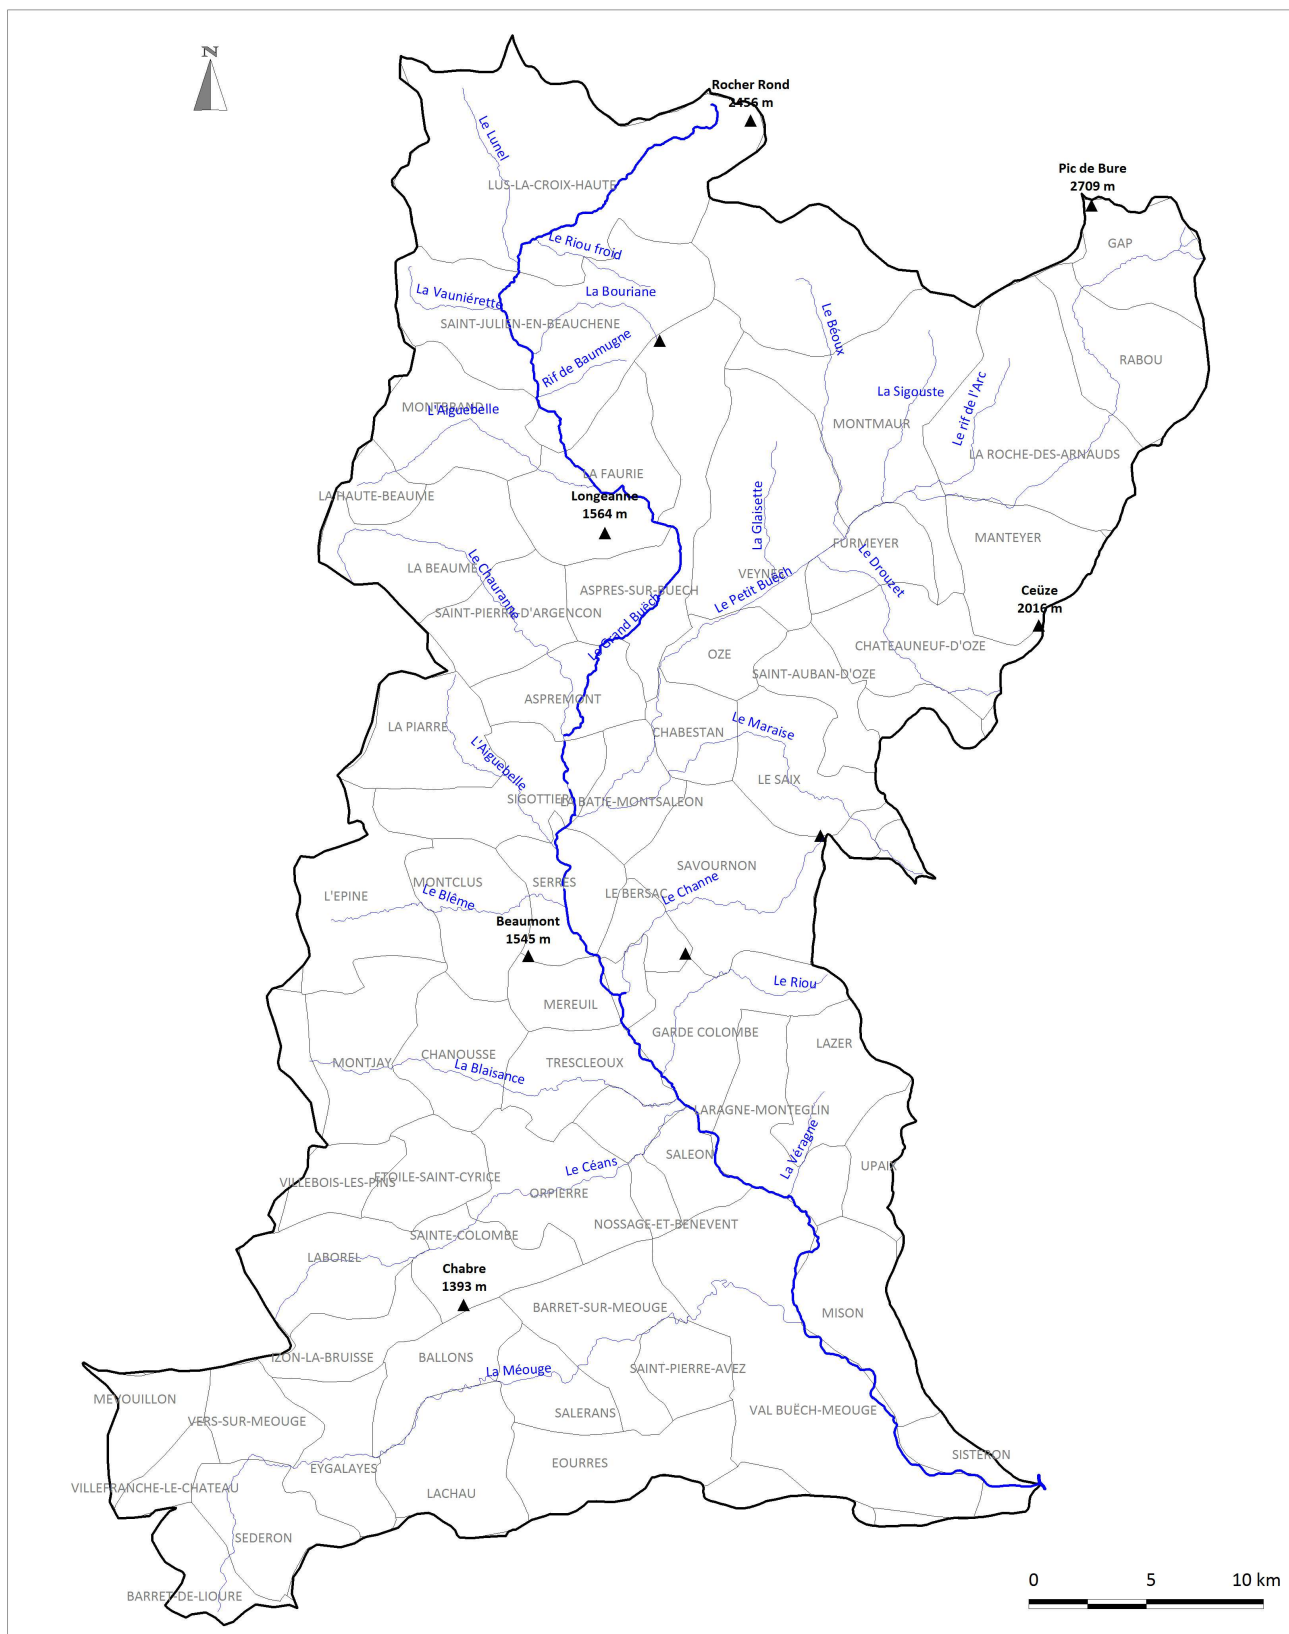 N
Rocher Rond
2456 m
Le Lunel
Pic de Bure
2709 m
LUS-LA-CROIX-HAUTE
Le Riou froid
GAP
La Vauniérette
La Bouriane
SAINT-JULIEN-EN-BEAUCHENE
Le Béoux
Rif de Baumugne
RABOU
La Sigouste
Le rif de l'Arc
MONTBRAND
L'Aiguebelle
MONTMAUR
LA ROCHE-DES-ARNAUDS
LA FAURIE
LA HAUTE-BEAUME
Longeanne
1564 m
La Glaisette
FURMEYER
MANTEYER
LA BEAUME
Le Chauranne
VEYNES
Le Drouzet
ASPRES-SUR-BUECH
Le Petit Buëch
Ceüze
2016 m
SAINT-PIERRE-D'ARGENCON
Le Grand Buëch
OZE
CHATEAUNEUF-D'OZE
SAINT-AUBAN-D'OZE
ASPREMONT
LA PIARRE
CHABESTAN
Le Maraise
L'Aiguebelle
LE SAIX
SIGOTTIER
LA BATIE-MONTSALEON
SAVOURNON
MONTCLUS
SERRES
LE BERSAC
Le Channe
L'EPINE
Le Blême
Beaumont
1545 m
Le Riou
MEREUIL
GARDE COLOMBE
LAZER
CHANOUSSE
MONTJAY
La Blaisance
TRESCLEOUX
LARAGNE-MONTEGLIN
La Véragne
SALEON
UPAIX
Le Céans
VILLEBOIS-LES-PINS
ETOILE-SAINT-CYRICE
ORPIERRE
NOSSAGE-ET-BENEVENT
SAINTE-COLOMBE
LABOREL
Chabre
1393 m
BARRET-SUR-MEOUGE
MISON
IZON-LA-BRUISSE
BALLONS
La Méouge
SAINT-PIERRE-AVEZ
MEVOUILLON
VERS-SUR-MEOUGE
SALERANS
VAL BUËCH-MEOUGE
SISTERON
EYGALAYES
EOURRES
VILLEFRANCHE-LE-CHATEAU
LACHAU
SEDERON
BARRET-DE-LIOURE
0 5 10 km